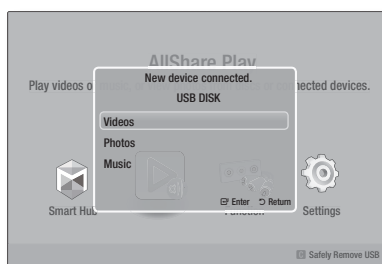 AllShare Play
Play videos o
nected devices.
New device connected.
USB DISK
Videos
Photos
Music
Enter
Return
Smart Hub
Function
Settings
Safely Remove USB